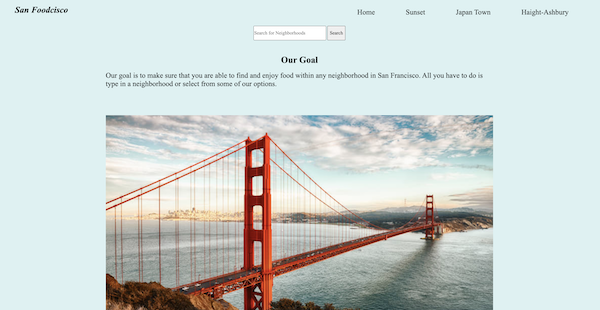 San Foodcisco
Home Sunset Japan Town Haight-Ashbury
Search for Neighborhoods Search
Our Goal
Our goal is to make sure that you are able to find and enjoy food within any neighborhood in San Francisco. All you have to do is
type in a neighborhood or select from some of our options.